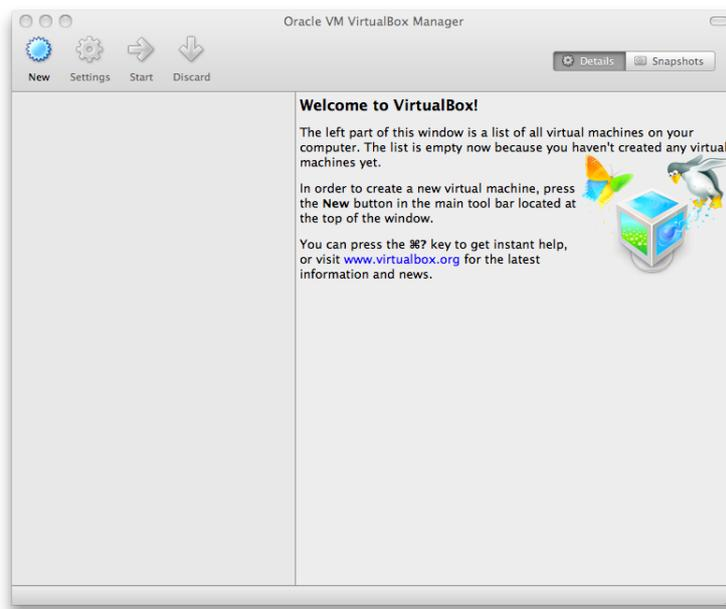 Oracle VM VirtualBox Manager
New Settings Start Discard
Details Snapshots
Welcome to VirtualBox!
The left part of this window is a list of all virtual machines on your
computer. The list is empty now because you haven't created any virtual
machines yet.
In order to create a new virtual machine, press
the New button in the main tool bar located at
the top of the window.
You can press the ⌘? key to get instant help,
or visit www.virtualbox.org for the latest
information and news.